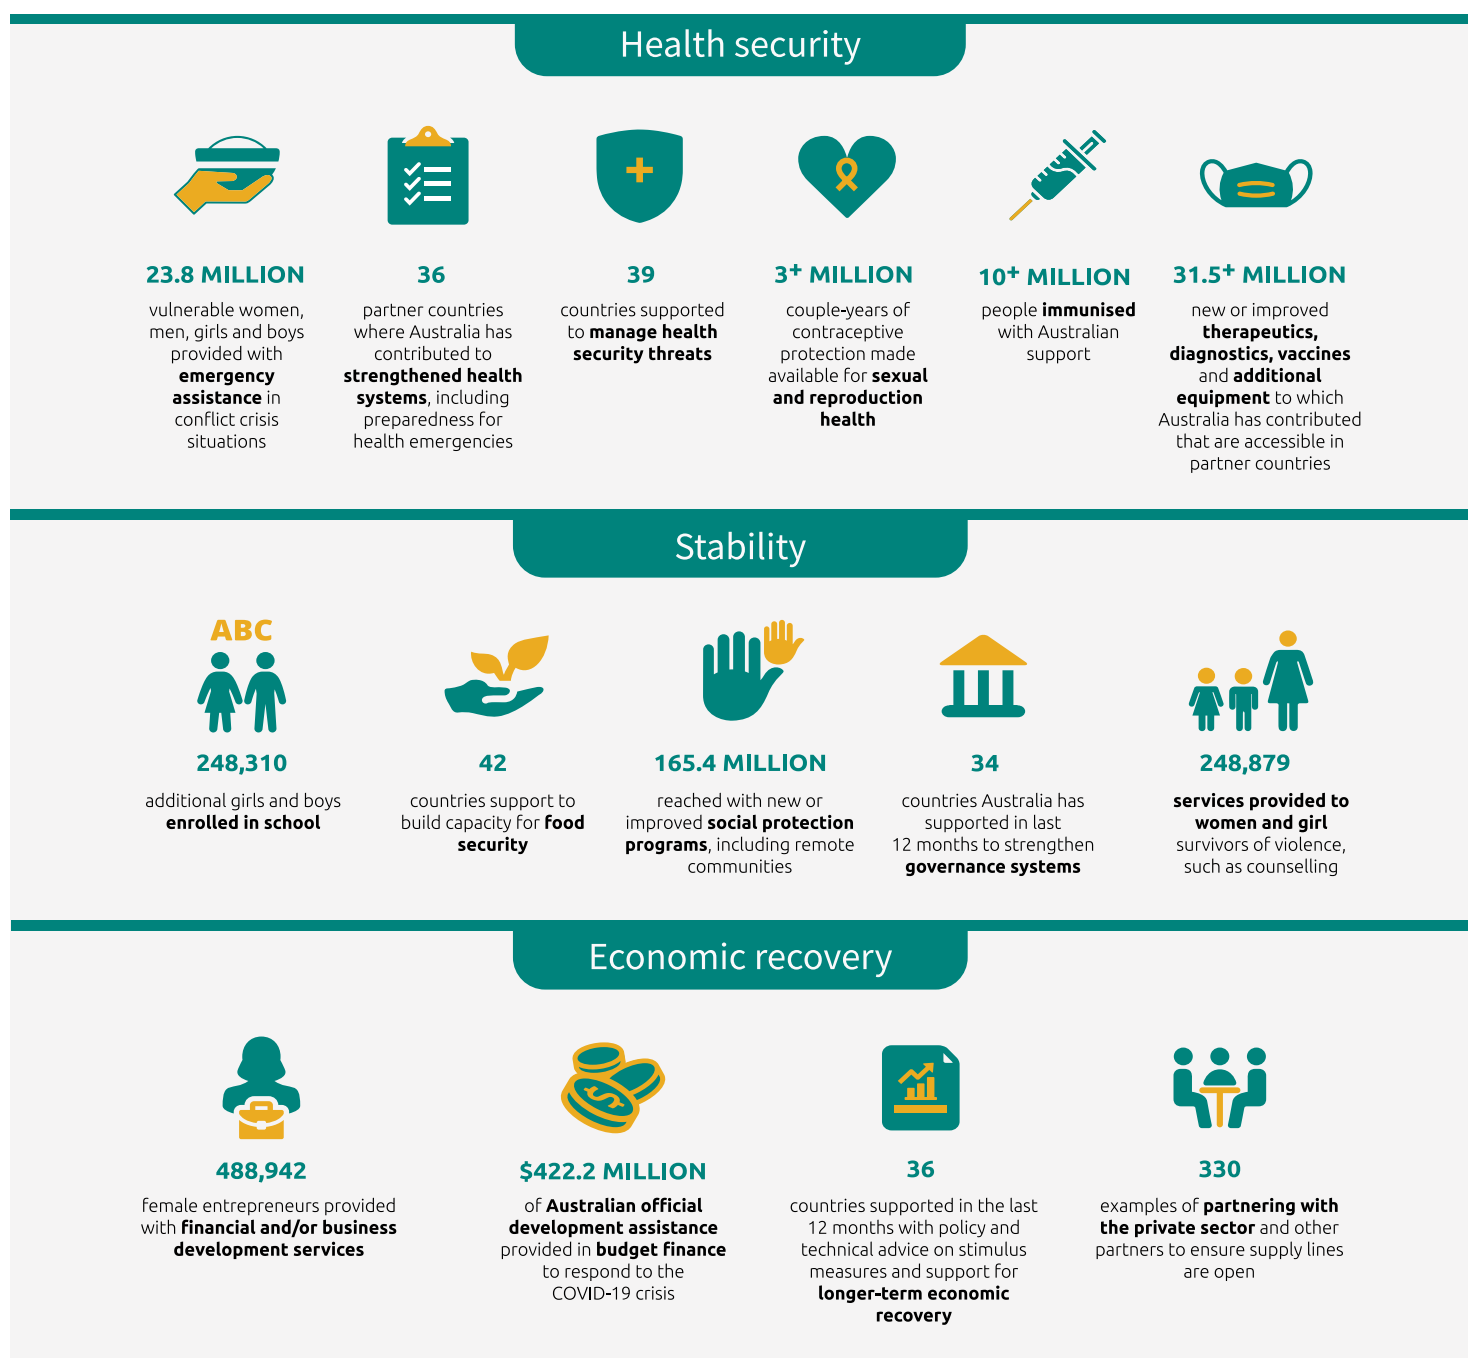 Health security
23.8 MILLION
vulnerable women,
men, girls and boys
provided with
emergency
assistance in
conflict crisis
situations
36
partner countries
where Australia has
contributed to
strengthened health
systems, including
preparedness for
health emergencies
39
countries supported
to manage health
security threats
3+ MILLION
couple-years of
contraceptive
protection made
available for sexual
and reproduction
health
10+ MILLION
people immunised
with Australian
support
31.5+ MILLION
new or improved
therapeutics,
diagnostics, vaccines
and additional
equipment to which
Australia has contributed
that are accessible in
partner countries
Stability
ABC
248,310
additional girls and boys
enrolled in school
42
countries support to
build capacity for food
security
165.4 MILLION
reached with new or
improved social protection
programs, including remote
communities
34
countries Australia has
supported in last
12 months to strengthen
governance systems
248,879
services provided to
women and girl
survivors of violence,
such as counselling
Economic recovery
488,942
female entrepreneurs provided
with financial and/or business
development services
$
$422.2 MILLION
of Australian official
development assistance
provided in budget finance
to respond to the
COVID-19 crisis
36
countries supported in the last
12 months with policy and
technical advice on stimulus
measures and support for
longer-term economic
recovery
330
examples of partnering with
the private sector and other
partners to ensure supply lines
are open